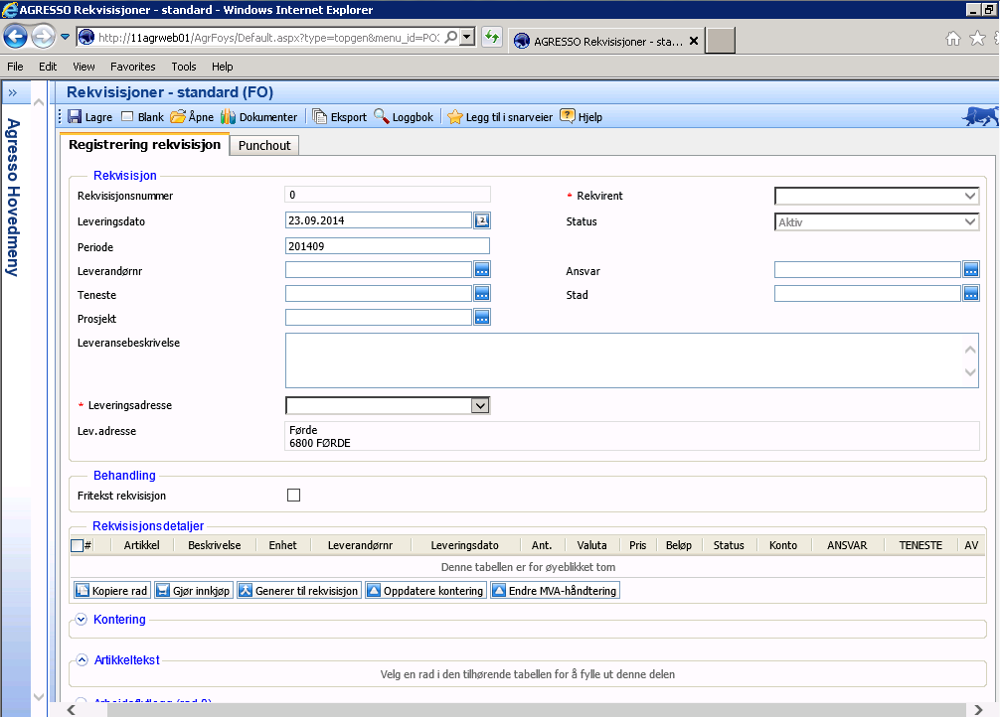 AGRESSO Rekvisisjoner - standard - Windows Internet Explorer
http://11agrweb01/AgrFoys/Default.aspx?type=topgen&menu_id=PO:
AGRESSO Rekvisisjoner - sta...
File Edit View Favorites Tools Help
Agresso Hovedmeny
Rekvisisjoner - standard (FO)
Lagre Blank Åpne Dokumenter Eksport Loggbok Legg til i snarveier Hjelp
Registrering rekvisisjon Punchout
Rekvisisjon
Rekvisisjonsnummer 0 * Rekvirent
Leveringsdato 23.09.2014 Status Aktiv
Periode 201409
Leverandørnr ... Ansvar ...
Teneste ... Stad ...
Prosjekt ...
Leveransebeskrivelse
* Leveringsadresse
Lev.adresse Førde
6800 FØRDE
Behandling
Fritekst rekvisisjon
Rekvisisjonsdetaljer
# Artikkel Beskrivelse Enhet Leverandørnr Leveringsdato Ant. Valuta Pris Beløp Status Konto ANSVAR TENESTE AV
Denne tabellen er for øyeblikket tom
Kopiere rad Gjør innkjøp Generer til rekvisisjon Oppdatere kontering Endre MVA-håndtering
Kontering
Artikkeltekst
Velg en rad i den tilhørende tabellen for å fylle ut denne delen